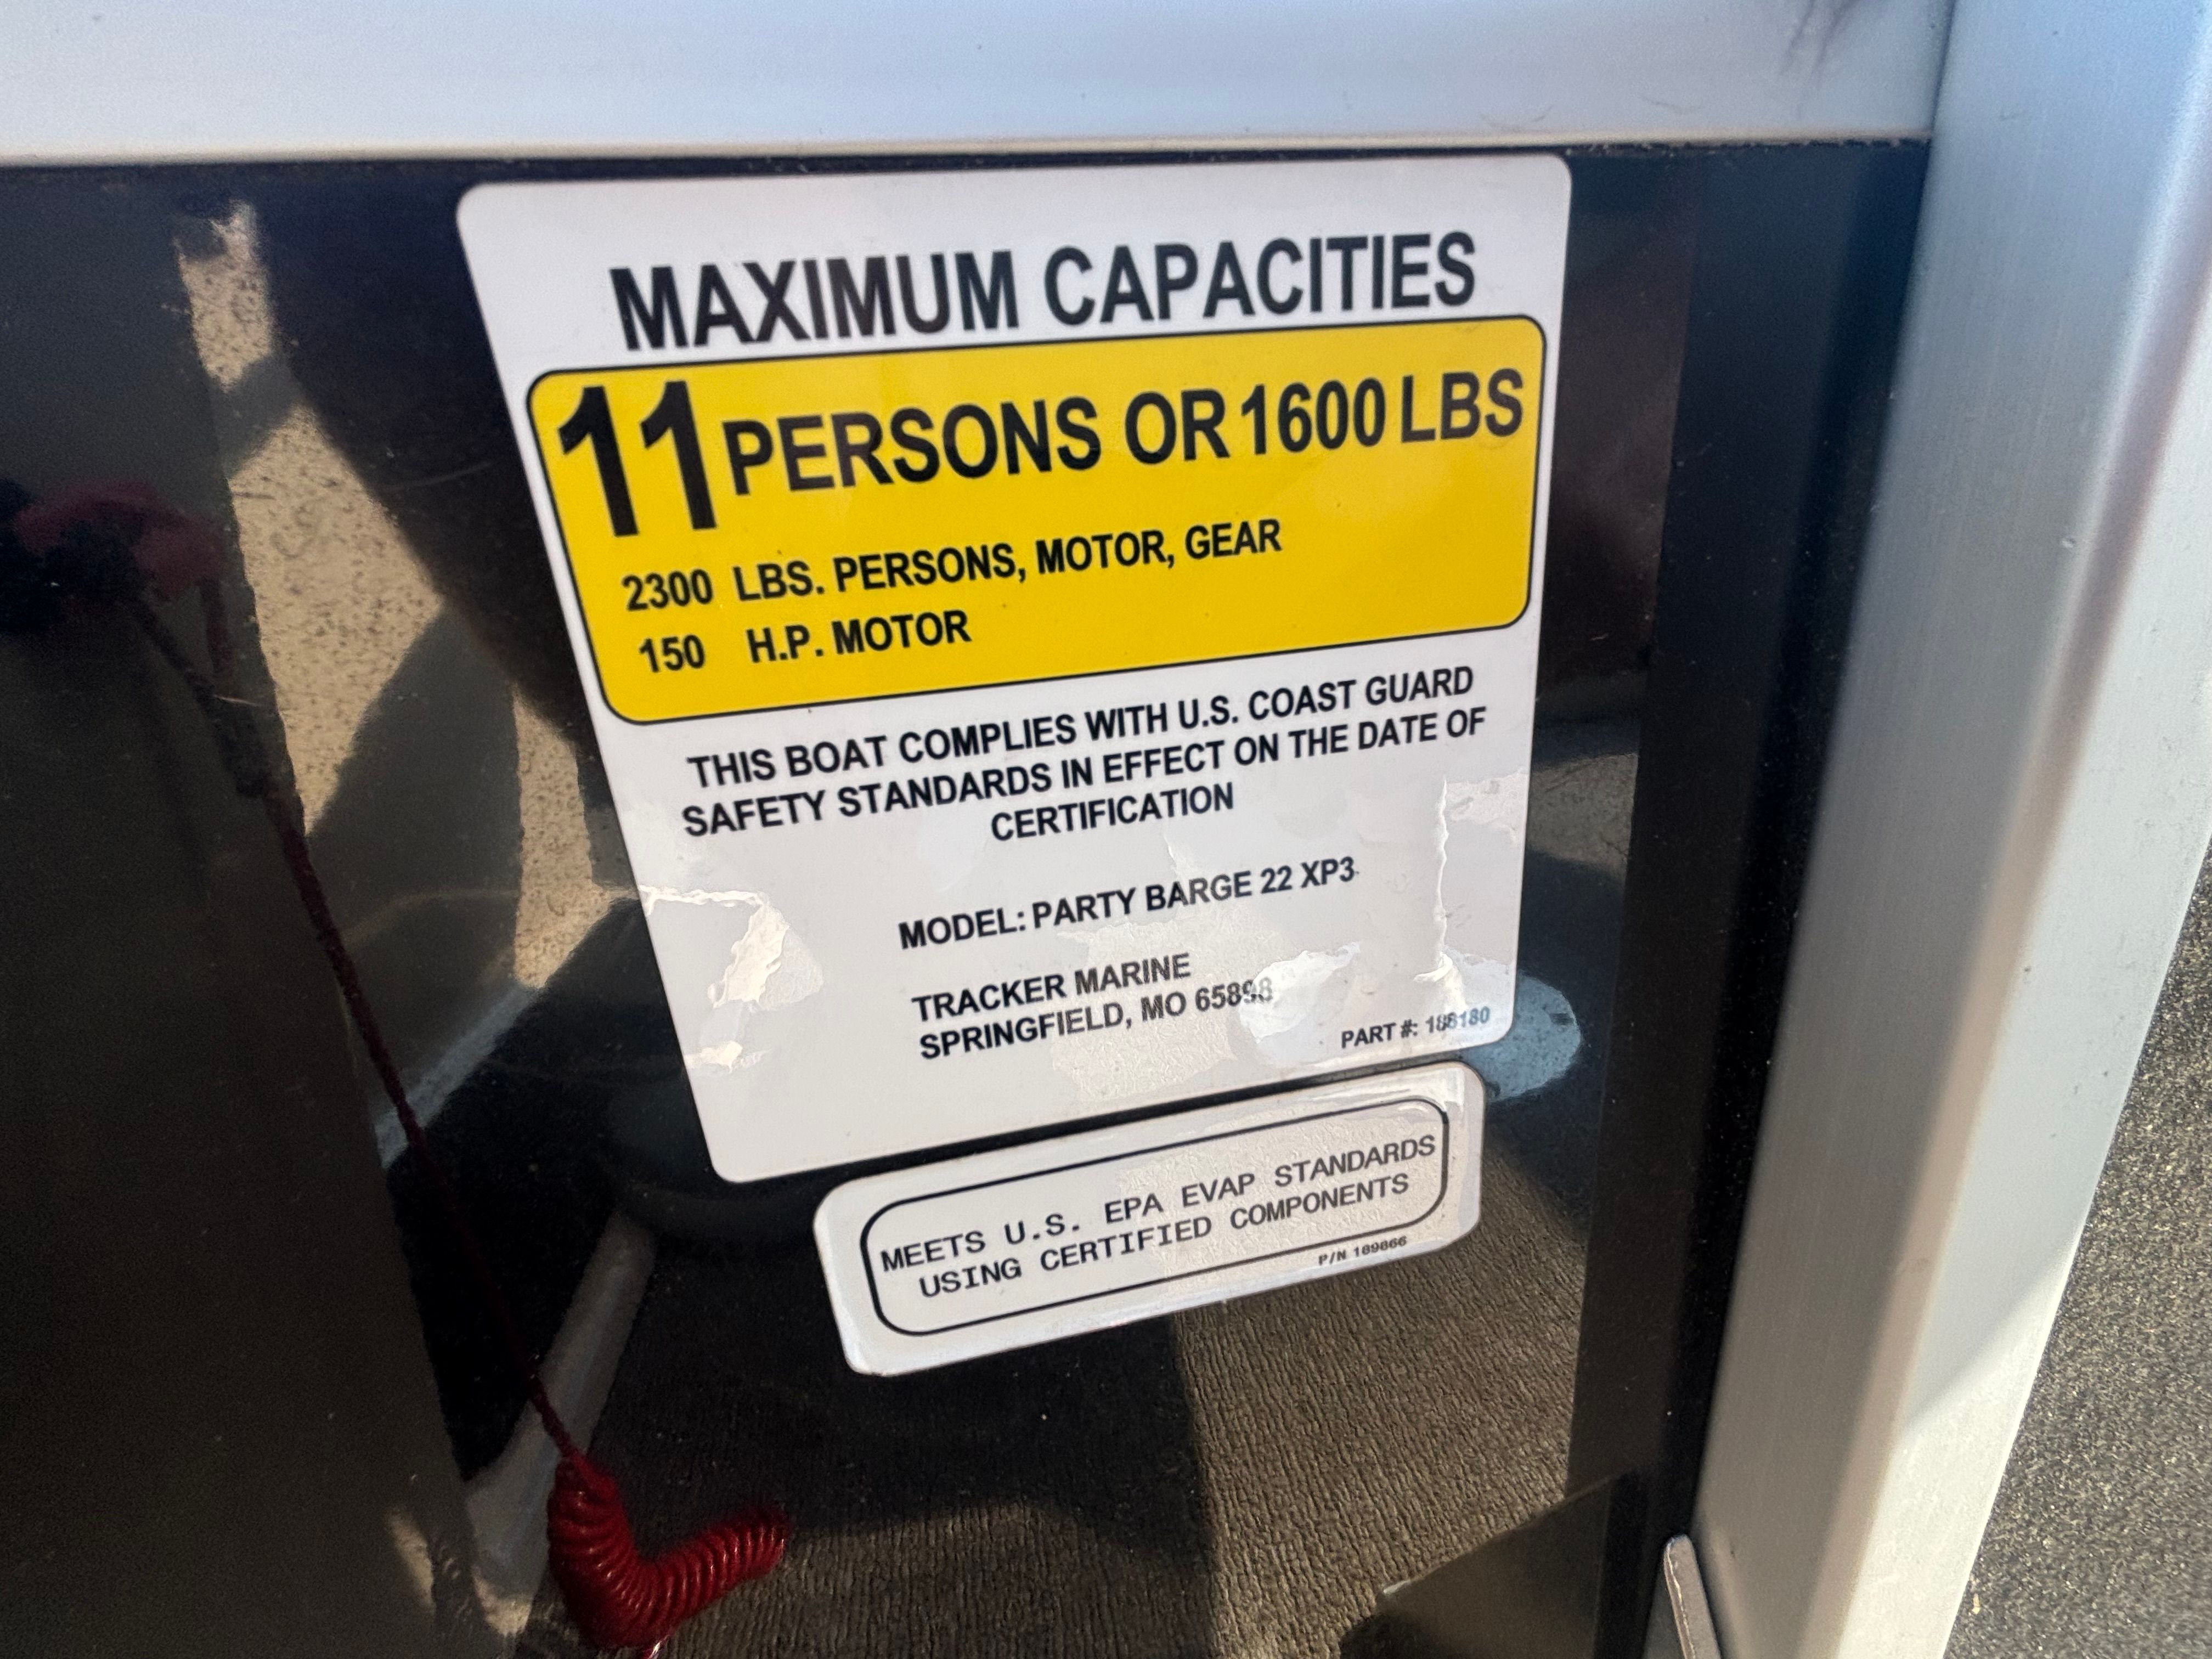 MAXIMUM CAPACITIES
11 PERSONS OR 1600 LBS
2300 LBS. PERSONS, MOTOR, GEAR
150 H.P. MOTOR
THIS BOAT COMPLIES WITH U.S. COAST GUARD
SAFETY STANDARDS IN EFFECT ON THE DATE OF
CERTIFICATION
MODEL: PARTY BARGE 22 XP3
TRACKER MARINE
SPRINGFIELD, MO 65898
PART #:
MEETS U.S. EPA EVAP STANDARDS
USING CERTIFIED COMPONENTS
P/N